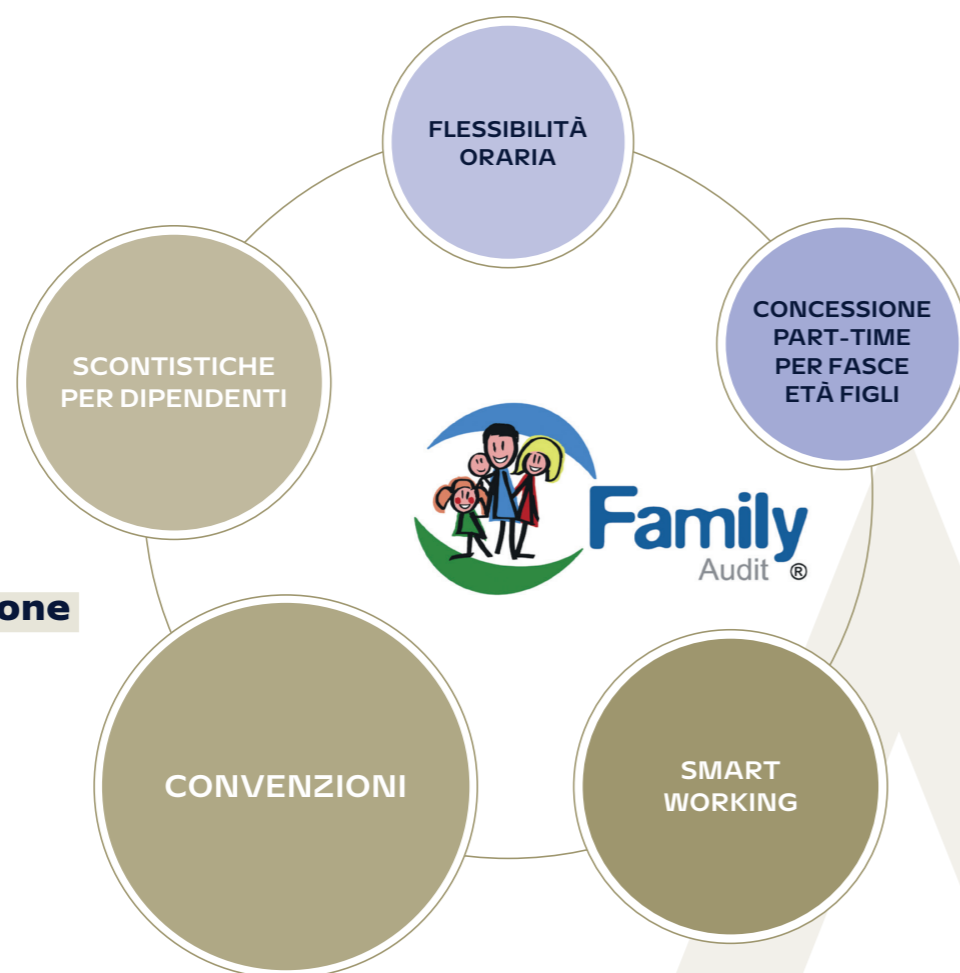 FLESSIBILITÀ
ORARIA
CONCESSIONE
PART-TIME
PER FASCE
ETÀ FIGLI
SCONTISTICHE
PER DIPENDENTI
Family
Audit ®
one
CONVENZIONI
SMART
WORKING